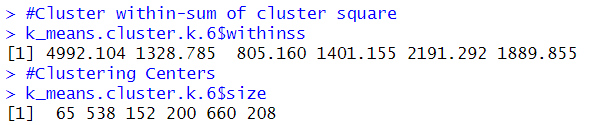 > #Cluster within-sum of cluster square
> k_means.cluster.k.6$withinss
[1] 4992.104 1328.785  805.160 1401.155 2191.292 1889.855
> #Clustering Centers
> k_means.cluster.k.6$size
[1]  65 538 152 200 660 208